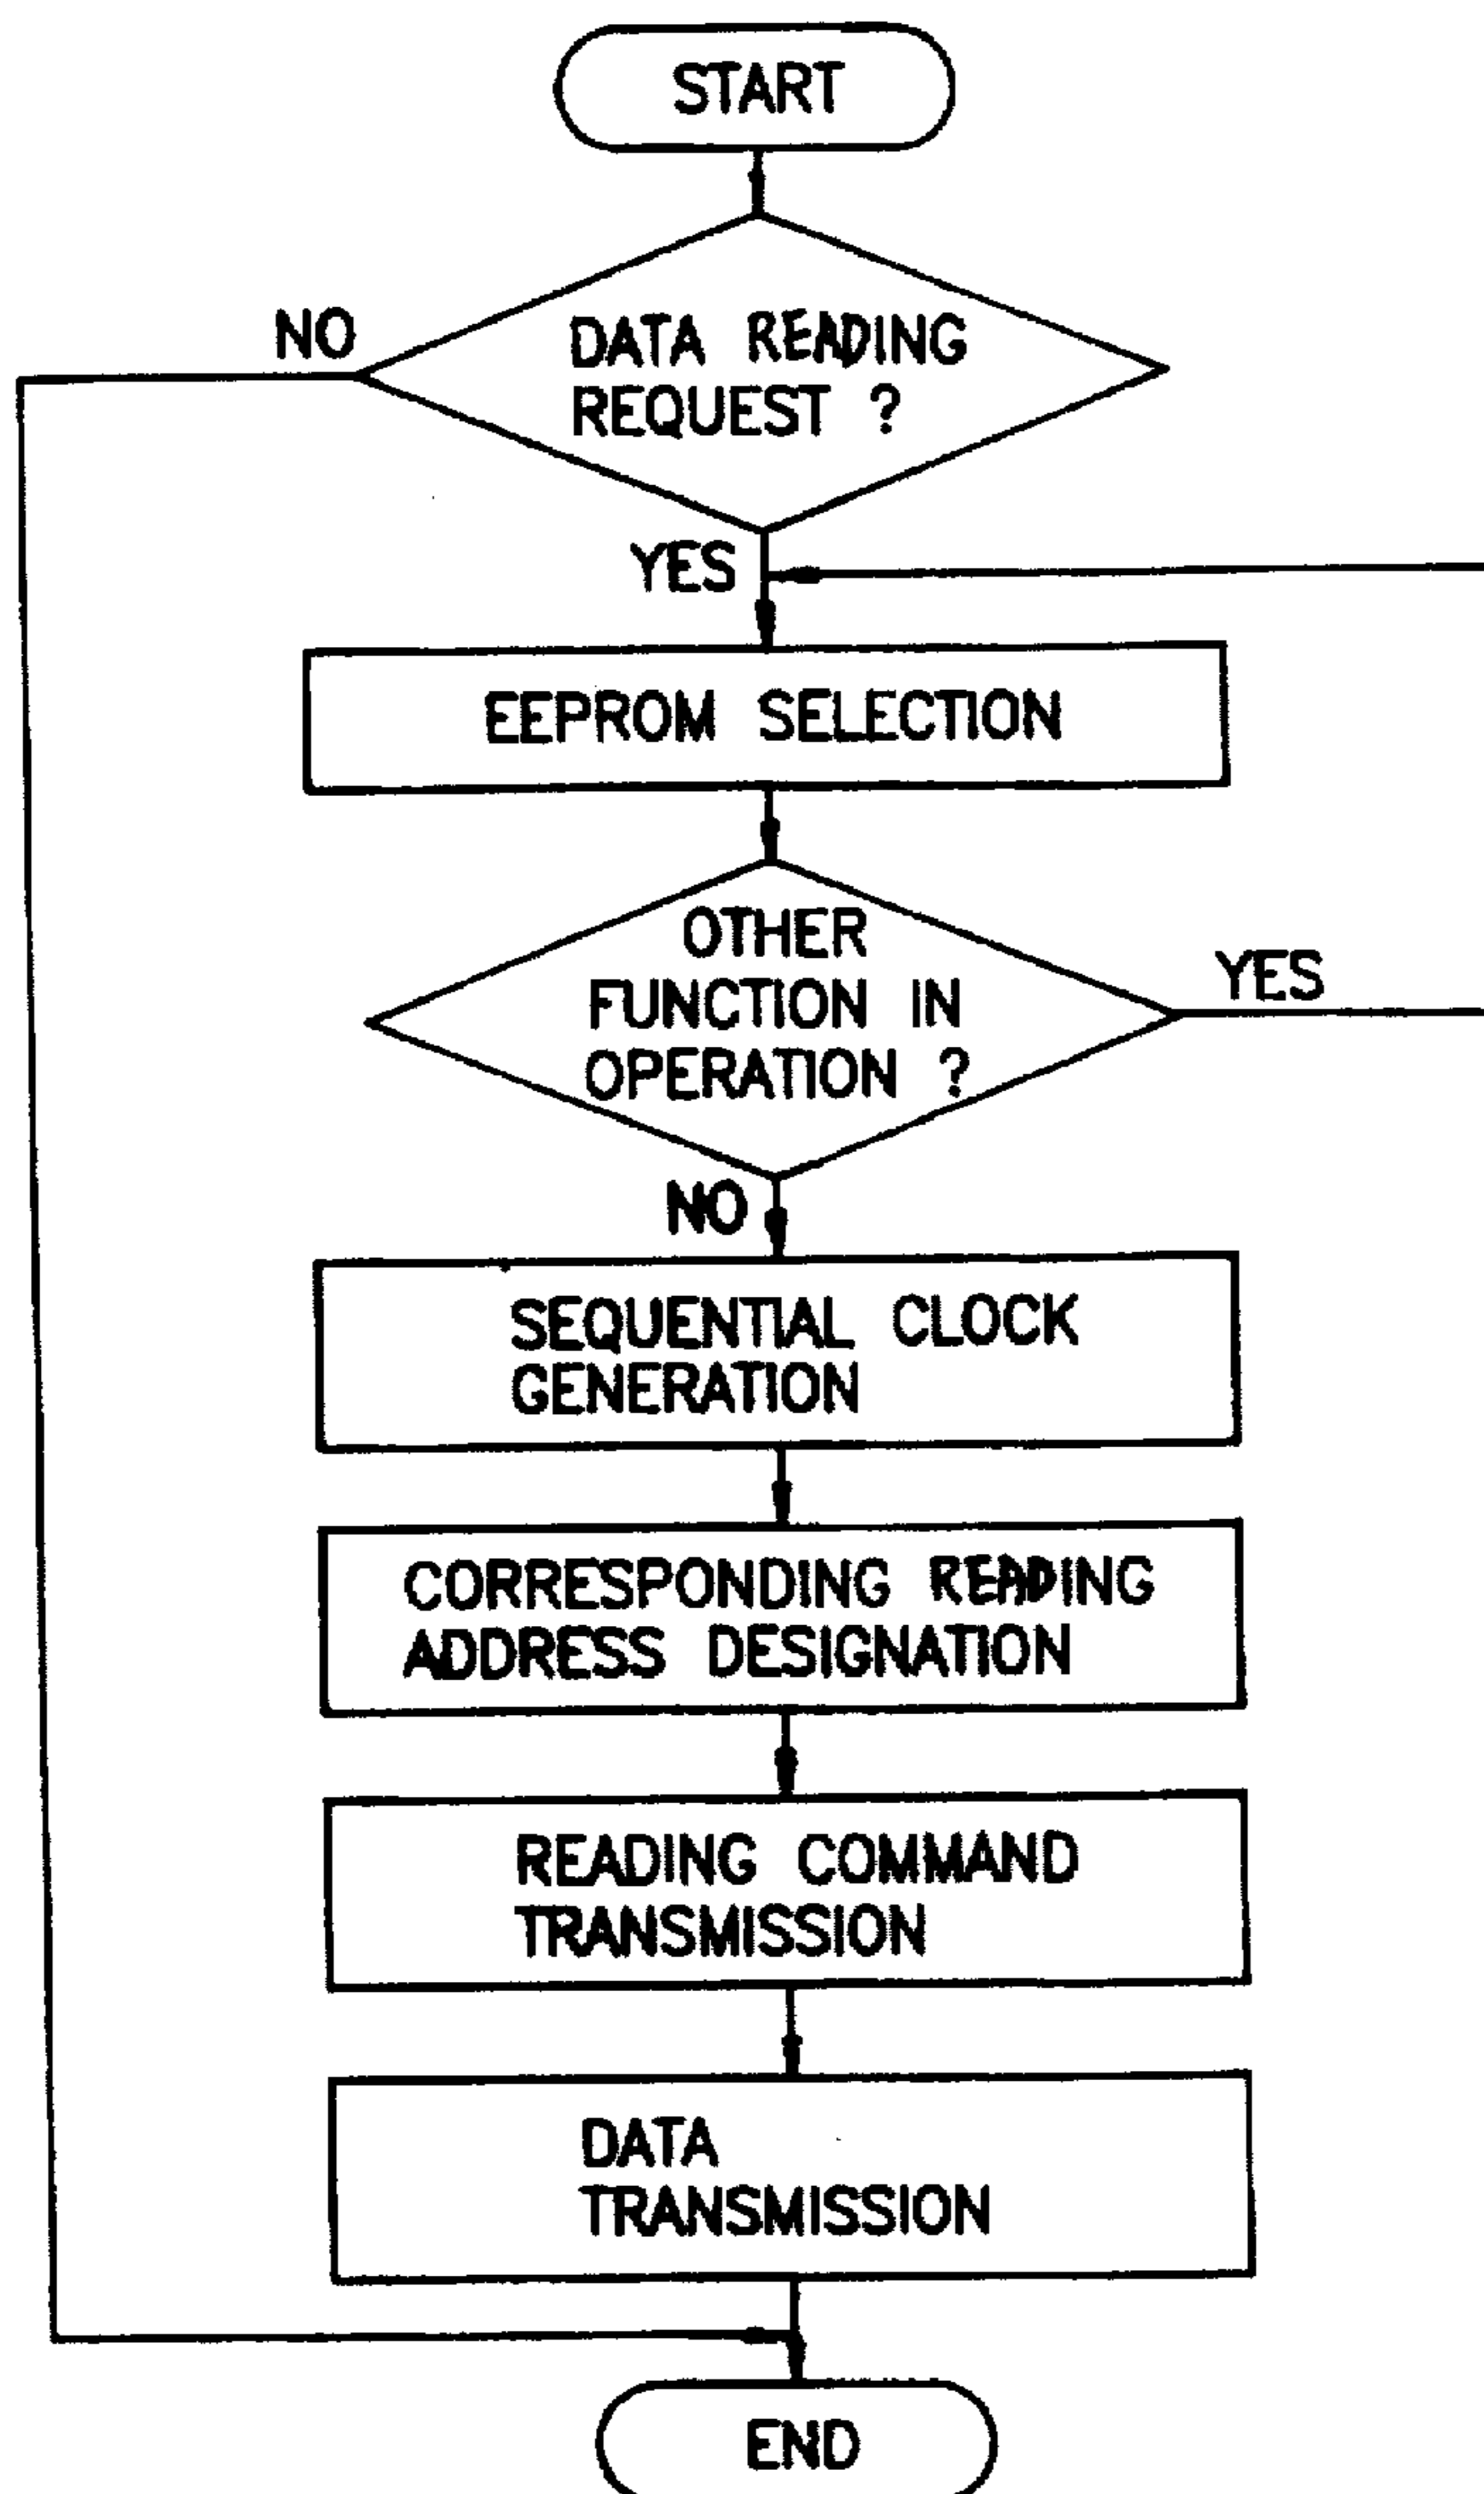 START
NO
DATA READING
REQUEST ?
YES
EEPROM SELECTION
OTHER
FUNCTION IN
OPERATION ?
YES
NO
SEQUENTIAL CLOCK
GENERATION
CORRESPONDING READING
ADDRESS DESIGNATION
READING COMMAND
TRANSMISSION
DATA
TRANSMISSION
END